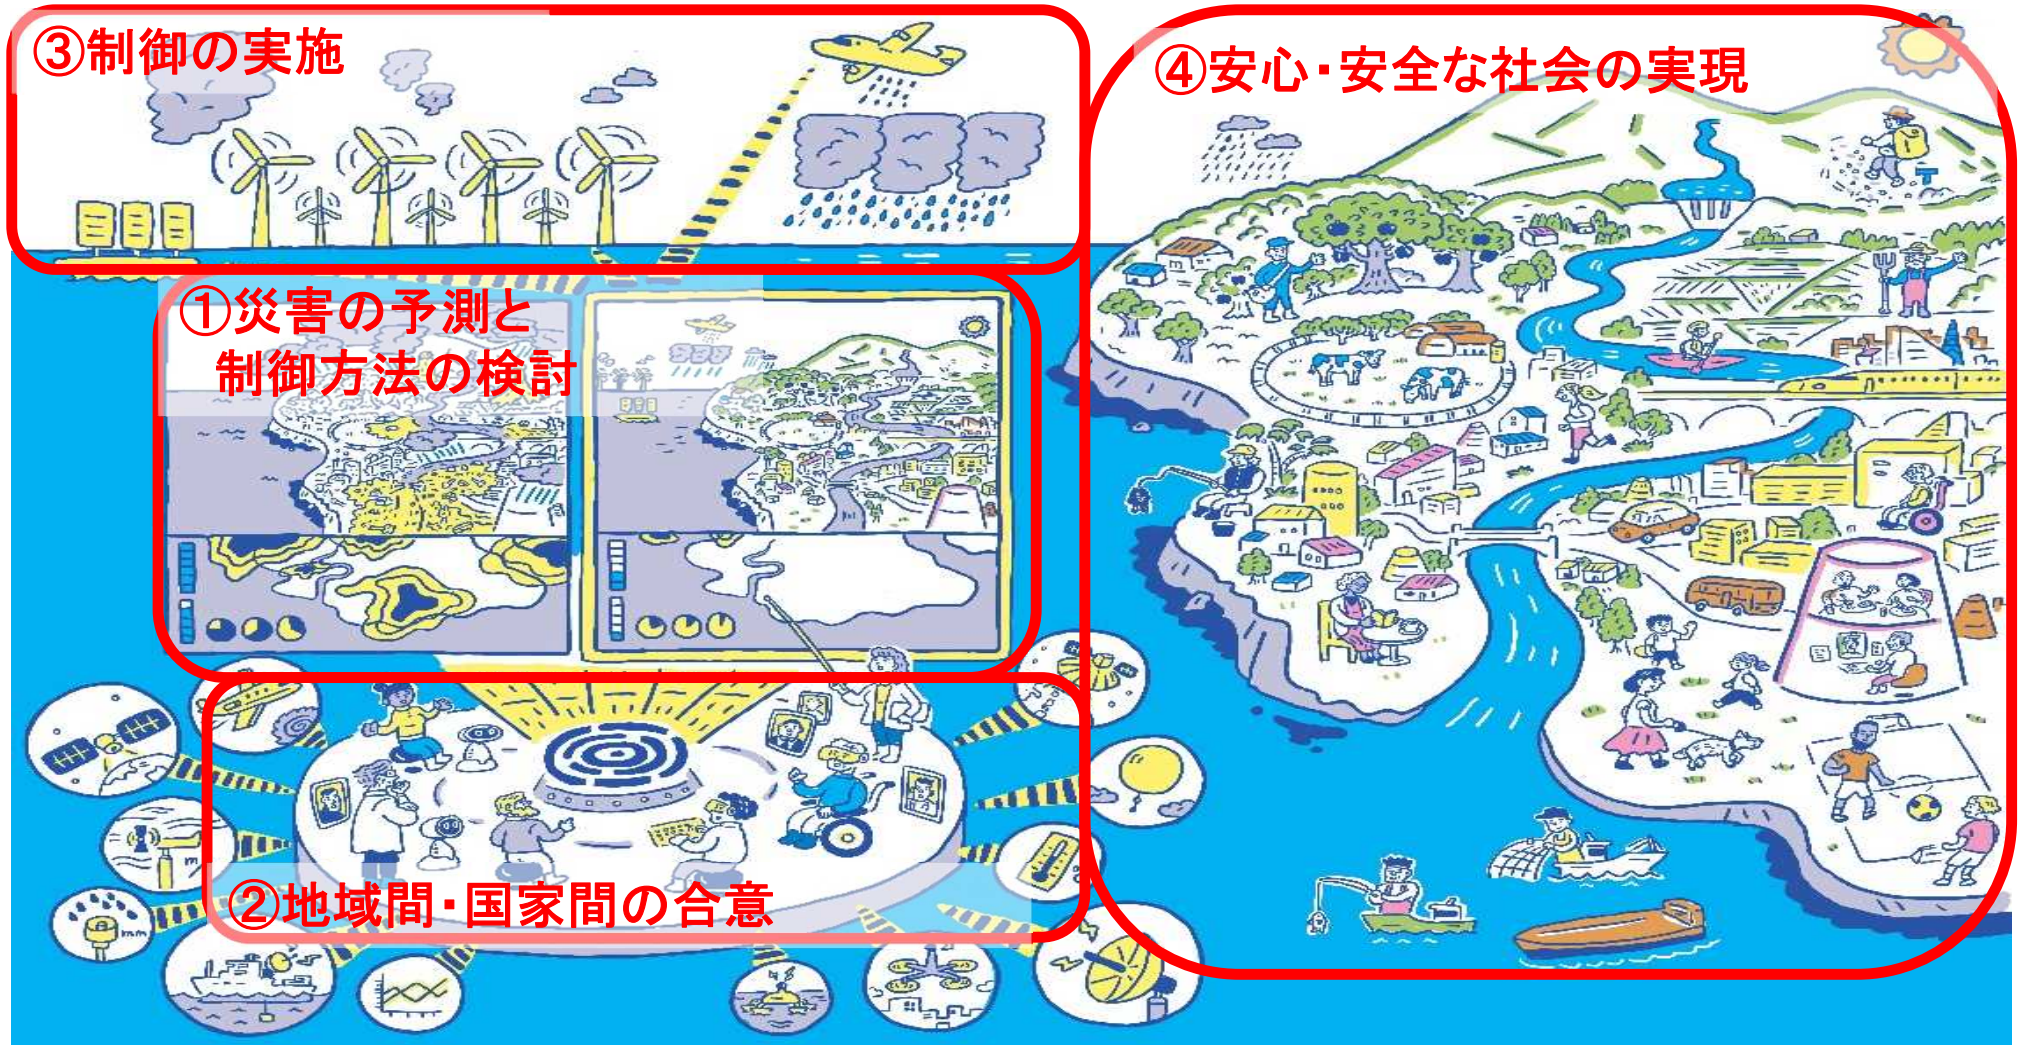 ③制御の実施
④安心・安全な社会の実現
①災害の予測と
制御方法の検討
②地域間・国家間の合意
mm
m